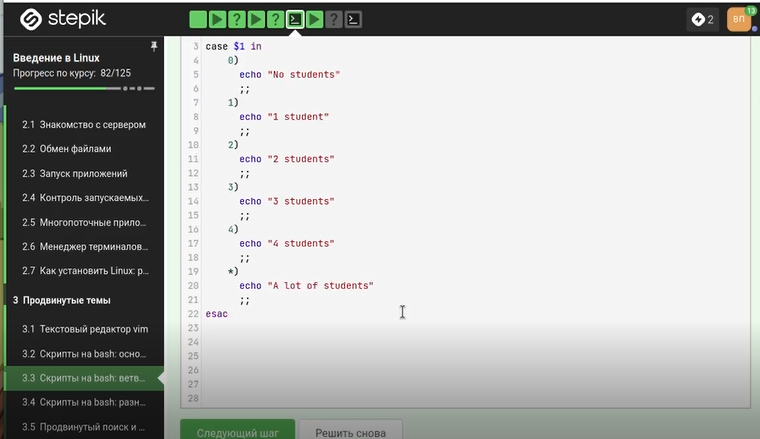 stepik
2
ВП
13
Введение в Linux
Прогресс по курсу: 82/125
2.1 Знакомство с сервером
2.2 Обмен файлами
2.3 Запуск приложений
2.4 Контроль запускаемых...
2.5 Многопоточные прило...
2.6 Менеджер терминалов...
2.7 Как установить Linux: р...
3 Продвинутые темы
3.1 Текстовый редактор vim
3.2 Скрипты на bash: осно...
3.3 Скрипты на bash: ветв...
3.4 Скрипты на bash: разн...
3.5 Продвинутый поиск и ...
3 case $1 in
4 0)
5 echo "No students"
6 ;;
7 1)
8 echo "1 student"
9 ;;
10 2)
11 echo "2 students"
12 ;;
13 3)
14 echo "3 students"
15 ;;
16 4)
17 echo "4 students"
18 ;;
19 *)
20 echo "A lot of students"
21 ;;
22 esac
23
24
25
26
27
28
Следующий шаг
Решить снова